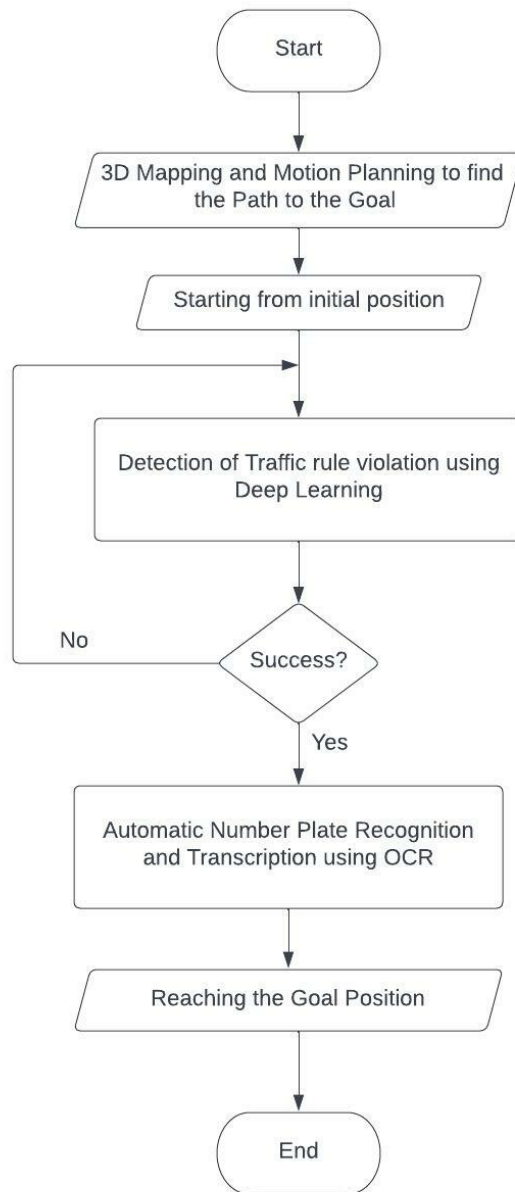 Start
3D Mapping and Motion Planning to find
the Path to the Goal
Starting from initial position
Detection of Traffic rule violation using
Deep Learning
No
Success?
Yes
Automatic Number Plate Recognition
and Transcription using OCR
Reaching the Goal Position
End